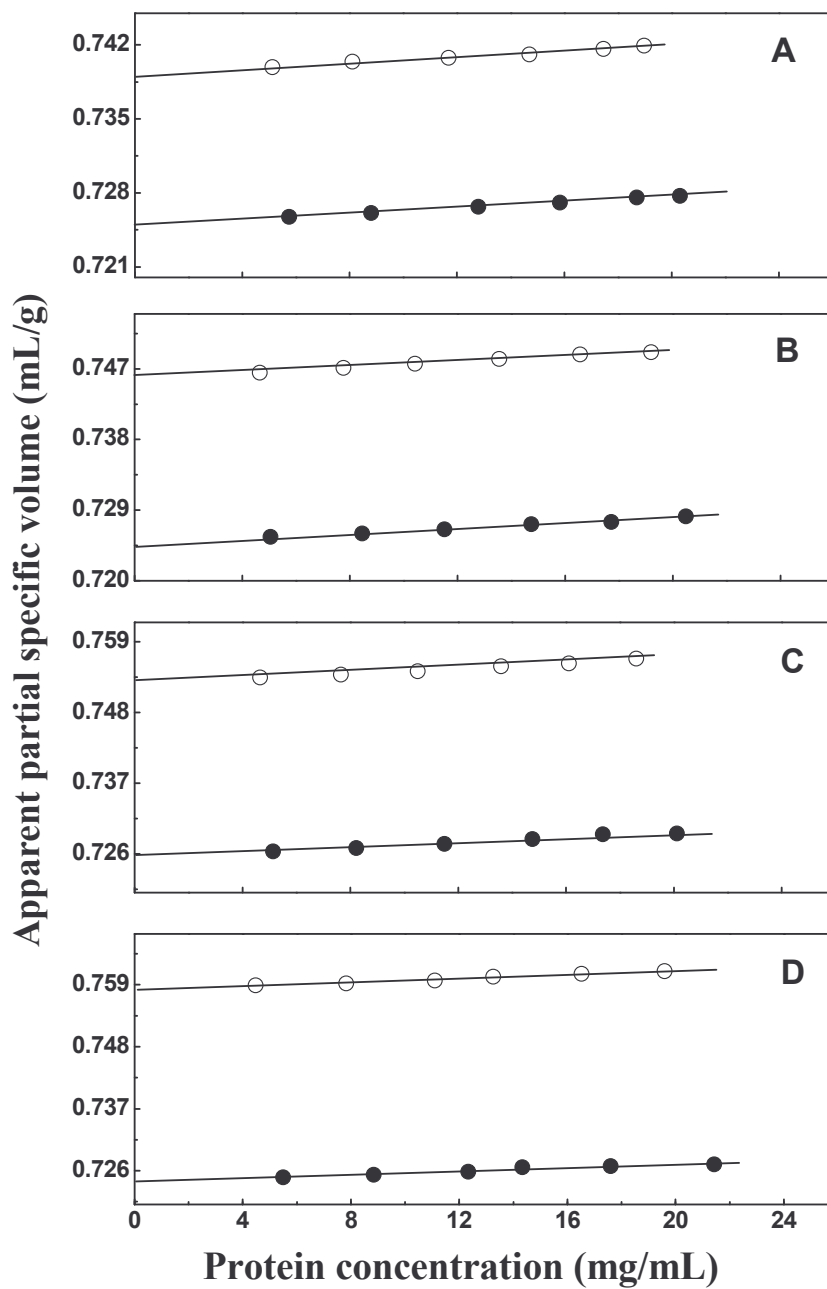 Apparent partial specific volume (mL/g)
A
0.742
0.735
0.728
0.721
B
0.747
0.738
0.729
0.720
C
0.759
0.748
0.737
0.726
D
0.759
0.748
0.737
0.726
0 4 8 12 16 20 24
Protein concentration (mg/mL)